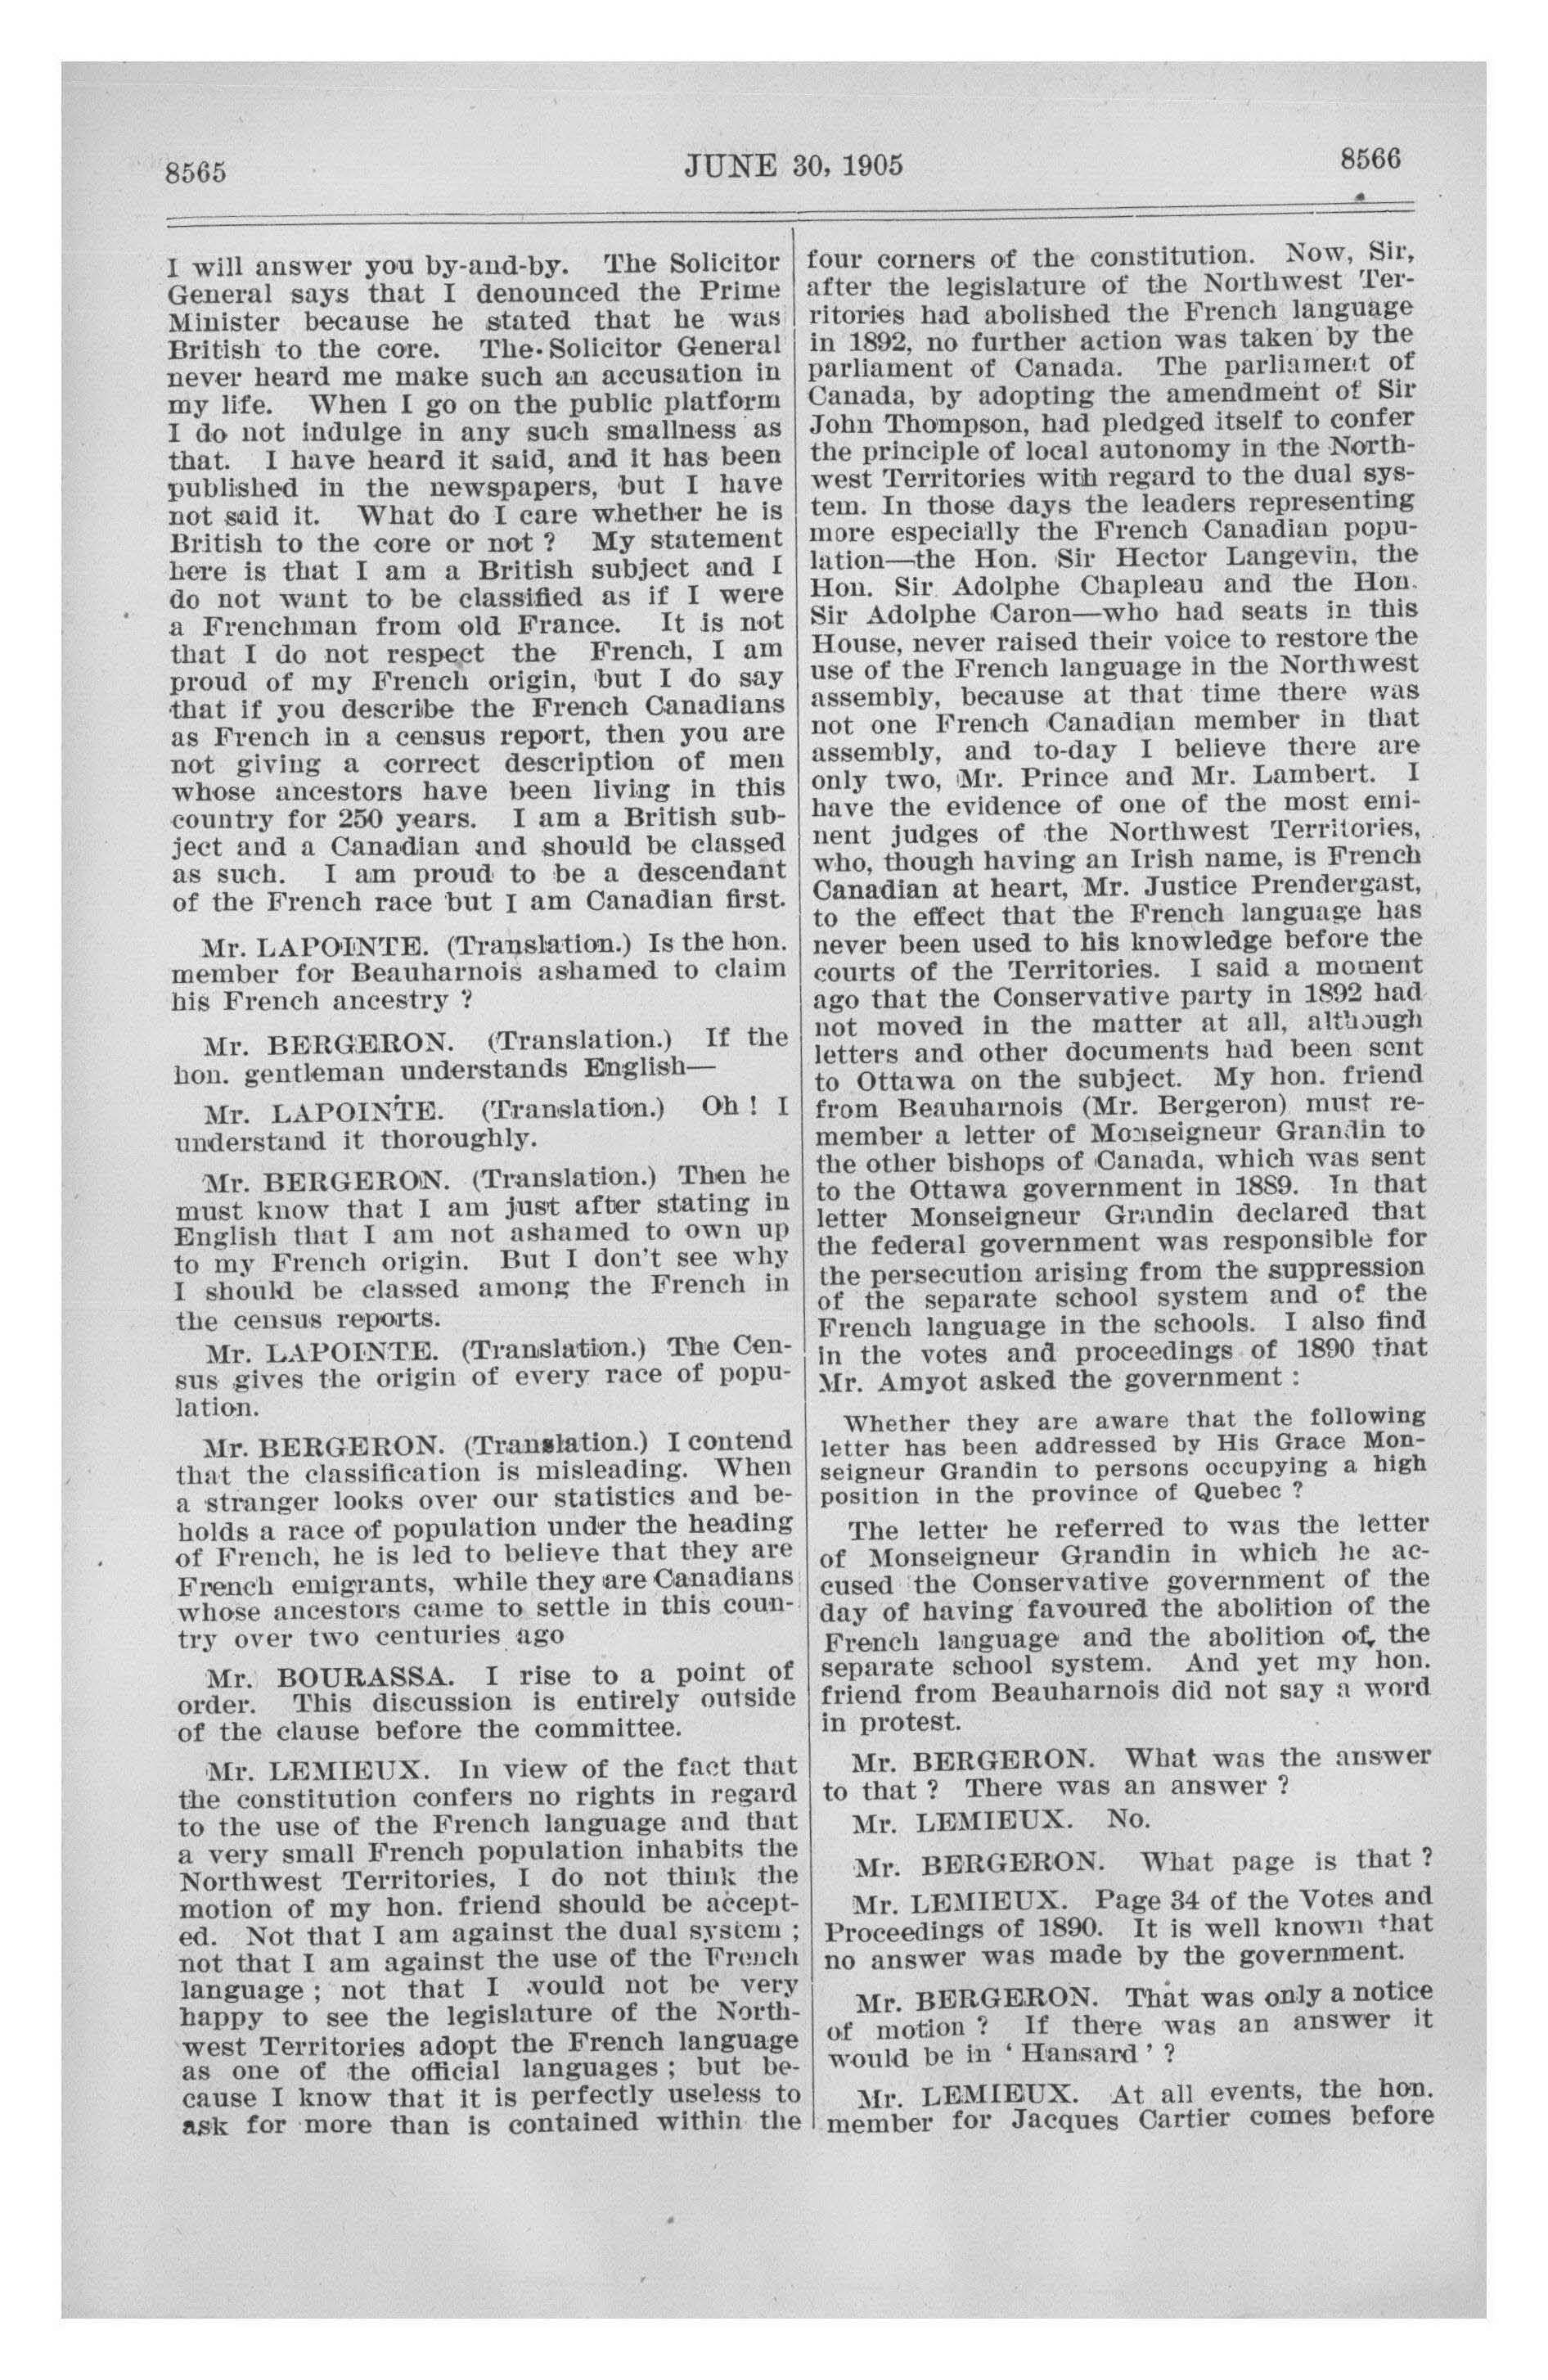 8565
JUNE 30, 1905
8566
I will answer you by-and-by. The Solicitor
General says that I denounced the Prime
Minister because he stated that he was
British to the core. The Solicitor General
never heard me make such an accusation in
my life. When I go on the public platform
I do not indulge in any such smallness as
that. I have heard it said, and it has been
published in the newspapers, but I have
not said it. What do I care whether he is
British to the core or not ? My statement
here is that I am a British subject and I
do not want to be classified as if I were
a Frenchman from old France. It is not
that I do not respect the French, I am
proud of my French origin, but I do say
that if you describe the French Canadians
as French in a census report, then you are
not giving a correct description of men
whose ancestors have been living in this
country for 250 years. I am a British sub-
ject and a Canadian and should be classed
as such. I am proud to be a descendant
of the French race but I am Canadian first.
Mr. LAPOINTE. (Translation.) Is the hon.
member for Beauharnois ashamed to claim
his French ancestry ?
Mr. BERGERON. (Translation.) If the
hon. gentleman understands English—
Mr. LAPOINTE. (Translation.) Oh ! I
understand it thoroughly.
Mr. BERGERON. (Translation.) Then he
must know that I am just after stating in
English that I am not ashamed to own up
to my French origin. But I don't see why
I should be classed among the French in
the census reports.
Mr. LAPOINTE. (Translation.) The Cen-
sus gives the origin of every race of popu-
lation.
Mr. BERGERON. (Translation.) I contend
that the classification is misleading. When
a stranger looks over our statistics and be-
holds a race of population under the heading
of French, he is led to believe that they are
French emigrants, while they are Canadians
whose ancestors came to settle in this coun-
try over two centuries ago
Mr. BOURASSA. I rise to a point of
order. This discussion is entirely outside
of the clause before the committee.
Mr. LEMIEUX. In view of the fact that
the constitution confers no rights in regard
to the use of the French language and that
a very small French population inhabits the
Northwest Territories, I do not think the
motion of my hon. friend should be accept-
ed. Not that I am against the dual system ;
not that I am against the use of the French
language ; not that I would not be very
happy to see the legislature of the North-
west Territories adopt the French language
as one of the official languages ; but be-
cause I know that it is perfectly useless to
ask for more than is contained within the
four corners of the constitution. Now, Sir,
after the legislature of the Northwest Ter-
ritories had abolished the French language
in 1892, no further action was taken by the
parliament of Canada. The parliament of
Canada, by adopting the amendment of Sir
John Thompson, had pledged itself to confer
the principle of local autonomy in the North-
west Territories with regard to the dual sys-
tem. In those days the leaders representing
more especially the French Canadian popu-
lation—the Hon. Sir Hector Langevin, the
Hon. Sir Adolphe Chapleau and the Hon.
Sir Adolphe Caron—who had seats in this
House, never raised their voice to restore the
use of the French language in the Northwest
assembly, because at that time there was
not one French Canadian member in that
assembly, and to-day I believe there are
only two, Mr. Prince and Mr. Lambert. I
have the evidence of one of the most emi-
nent judges of the Northwest Territories,
who, though having an Irish name, is French
Canadian at heart, Mr. Justice Prendergast,
to the effect that the French language has
never been used to his knowledge before the
courts of the Territories. I said a moment
ago that the Conservative party in 1892 had
not moved in the matter at all, although
letters and other documents had been sent
to Ottawa on the subject. My hon. friend
from Beauharnois (Mr. Bergeron) must re-
member a letter of Monseigneur Grandin to
the other bishops of Canada, which was sent
to the Ottawa government in 1889. In that
letter Monseigneur Grandin declared that
the federal government was responsible for
the persecution arising from the suppression
of the separate school system and of the
French language in the schools. I also find
in the votes and proceedings of 1890 that
Mr. Amyot asked the government :
Whether they are aware that the following
letter has been addressed by His Grace Mon-
seigneur Grandin to persons occupying a high
position in the province of Quebec ?
The letter he referred to was the letter
of Monseigneur Grandin in which he ac-
cused the Conservative government of the
day of having favoured the abolition of the
French language and the abolition of, the
separate school system. And yet my hon.
friend from Beauharnois did not say a word
in protest.
Mr. BERGERON. What was the answer
to that ? There was an answer ?
Mr. LEMIEUX. No.
Mr. BERGERON. What page is that ?
Mr. LEMIEUX. Page 34 of the Votes and
Proceedings of 1890. It is well known that
no answer was made by the government.
Mr. BERGERON. That was only a notice
of motion ? If there was an answer it
would be in ' Hansard ' ?
Mr. LEMIEUX. At all events, the hon.
member for Jacques Cartier comes before